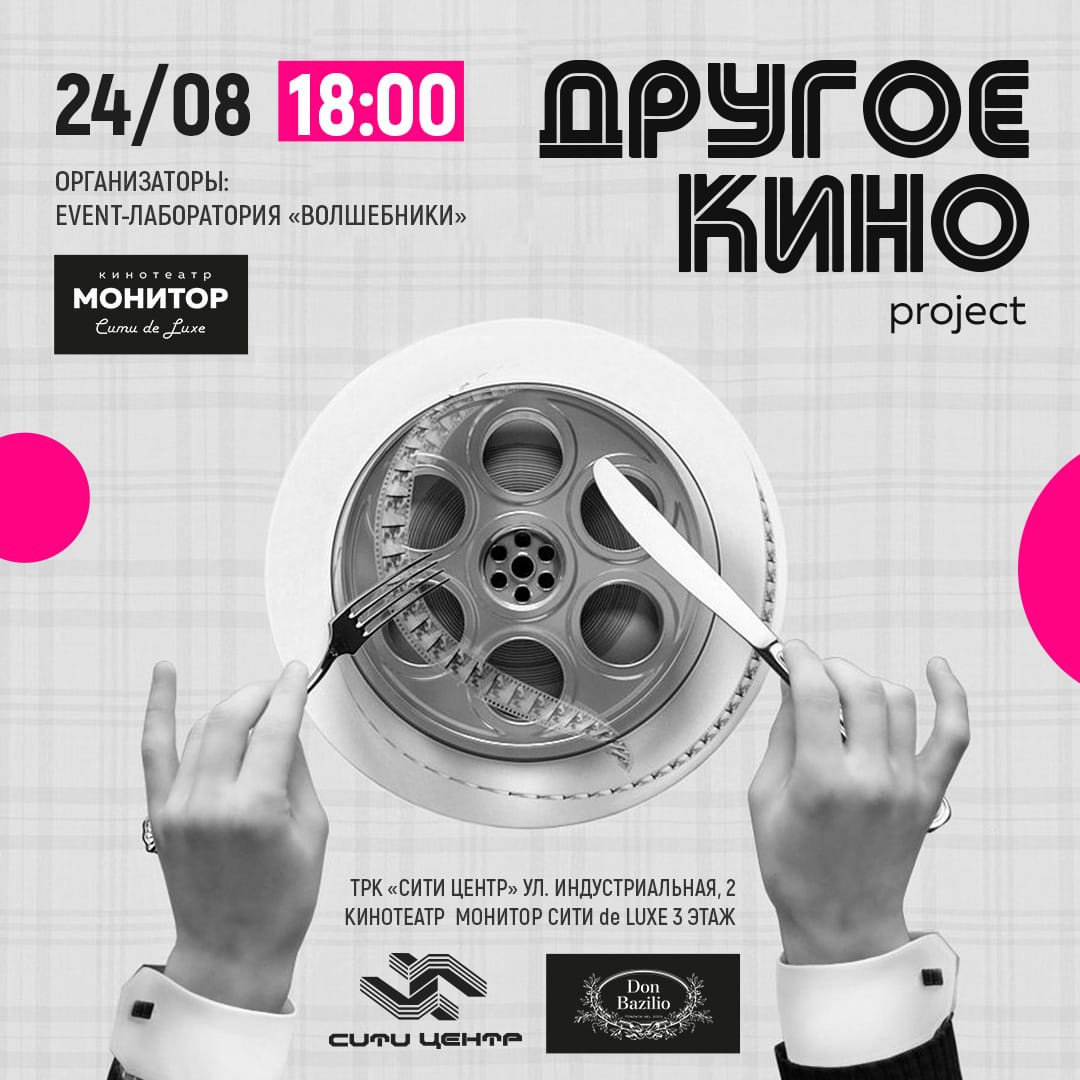 24/08 18:00
ОРГАНИЗАТОРЫ:
EVENT-ЛАБОРАТОРИЯ «ВОЛШЕБНИКИ»
кинотеатр
МОНИТОР
Сити de Luxe
ДРУГОЕ
КИНО
project
ТРК «СИТИ ЦЕНТР» УЛ. ИНДУСТРИАЛЬНАЯ, 2
КИНОТЕАТР МОНИТОР СИТИ de LUXE 3 ЭТАЖ
СИТИ ЦЕНТР
Don
Bazilio